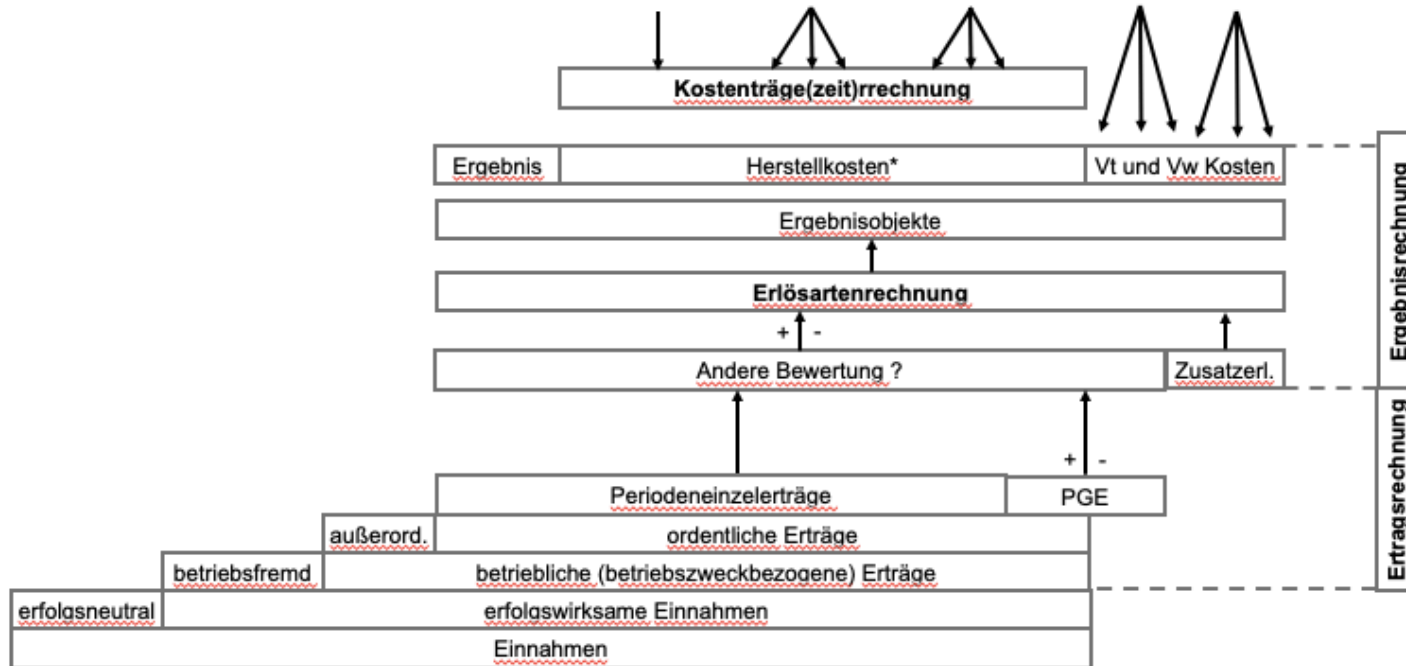 Kostenträge(zeit)rrechnung
Ergebnis
Herstellkosten*
Vt und Vw Kosten
Ergebnisobjekte
Erlösartenrechnung
+ -
Andere Bewertung ?
Zusatzerl.
+ -
Periodeneinzelerträge
PGE
außerord.
ordentliche Erträge
betriebsfremd
betriebliche (betriebszweckbezogene) Erträge
erfolgsneutral
erfolgswirksame Einnahmen
Einnahmen
Ergebnisrechnung
Ertragsrechnung